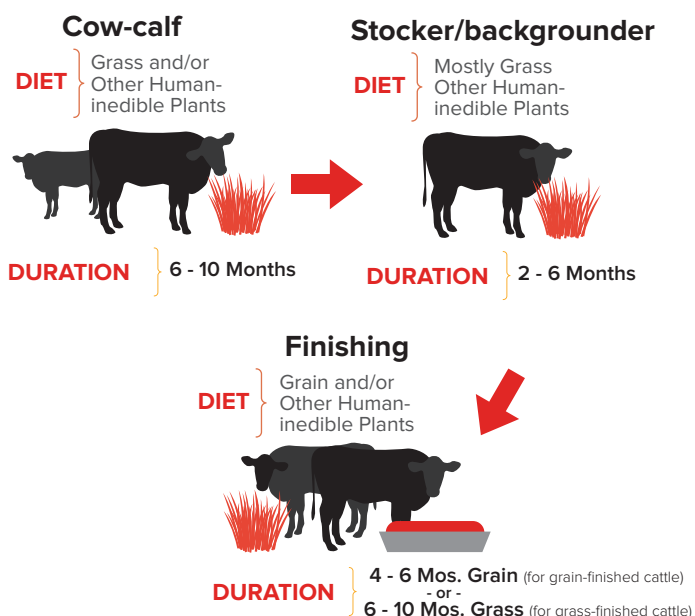 Cow-calf
DIET
Grass and/or
Other Human-
inedible Plants
DURATION
6 - 10 Months
Stocker/backgrounder
DIET
Mostly Grass
Other Human-
inedible Plants
DURATION
2 - 6 Months
Finishing
DIET
Grain and/or
Other Human-
inedible Plants
DURATION
4 - 6 Mos. Grain (for grain-finished cattle)
- or -
6 - 10 Mos. Grass (for grass-finished cattle)